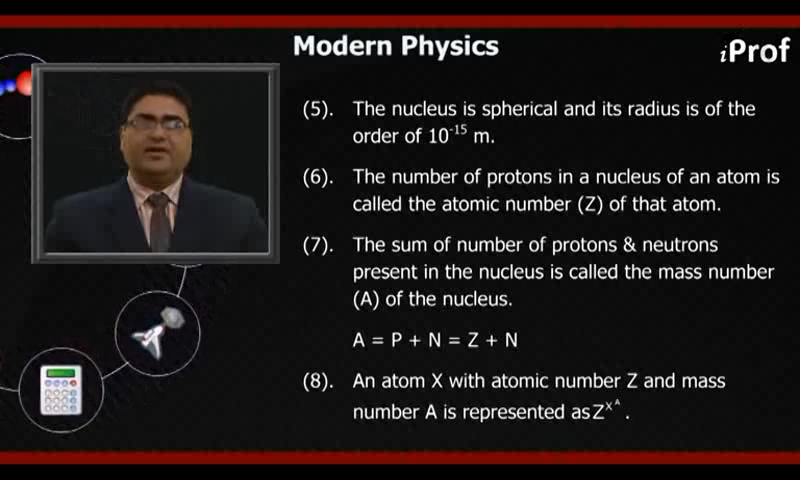 Modern Physics
iProf
(5). The nucleus is spherical and its radius is of the
order of 10⁻¹⁵ m.
(6). The number of protons in a nucleus of an atom is
called the atomic number (Z) of that atom.
(7). The sum of number of protons & neutrons
present in the nucleus is called the mass number
(A) of the nucleus.
A = P + N = Z + N
(8). An atom X with atomic number Z and mass
number A is represented as Z^X^A .